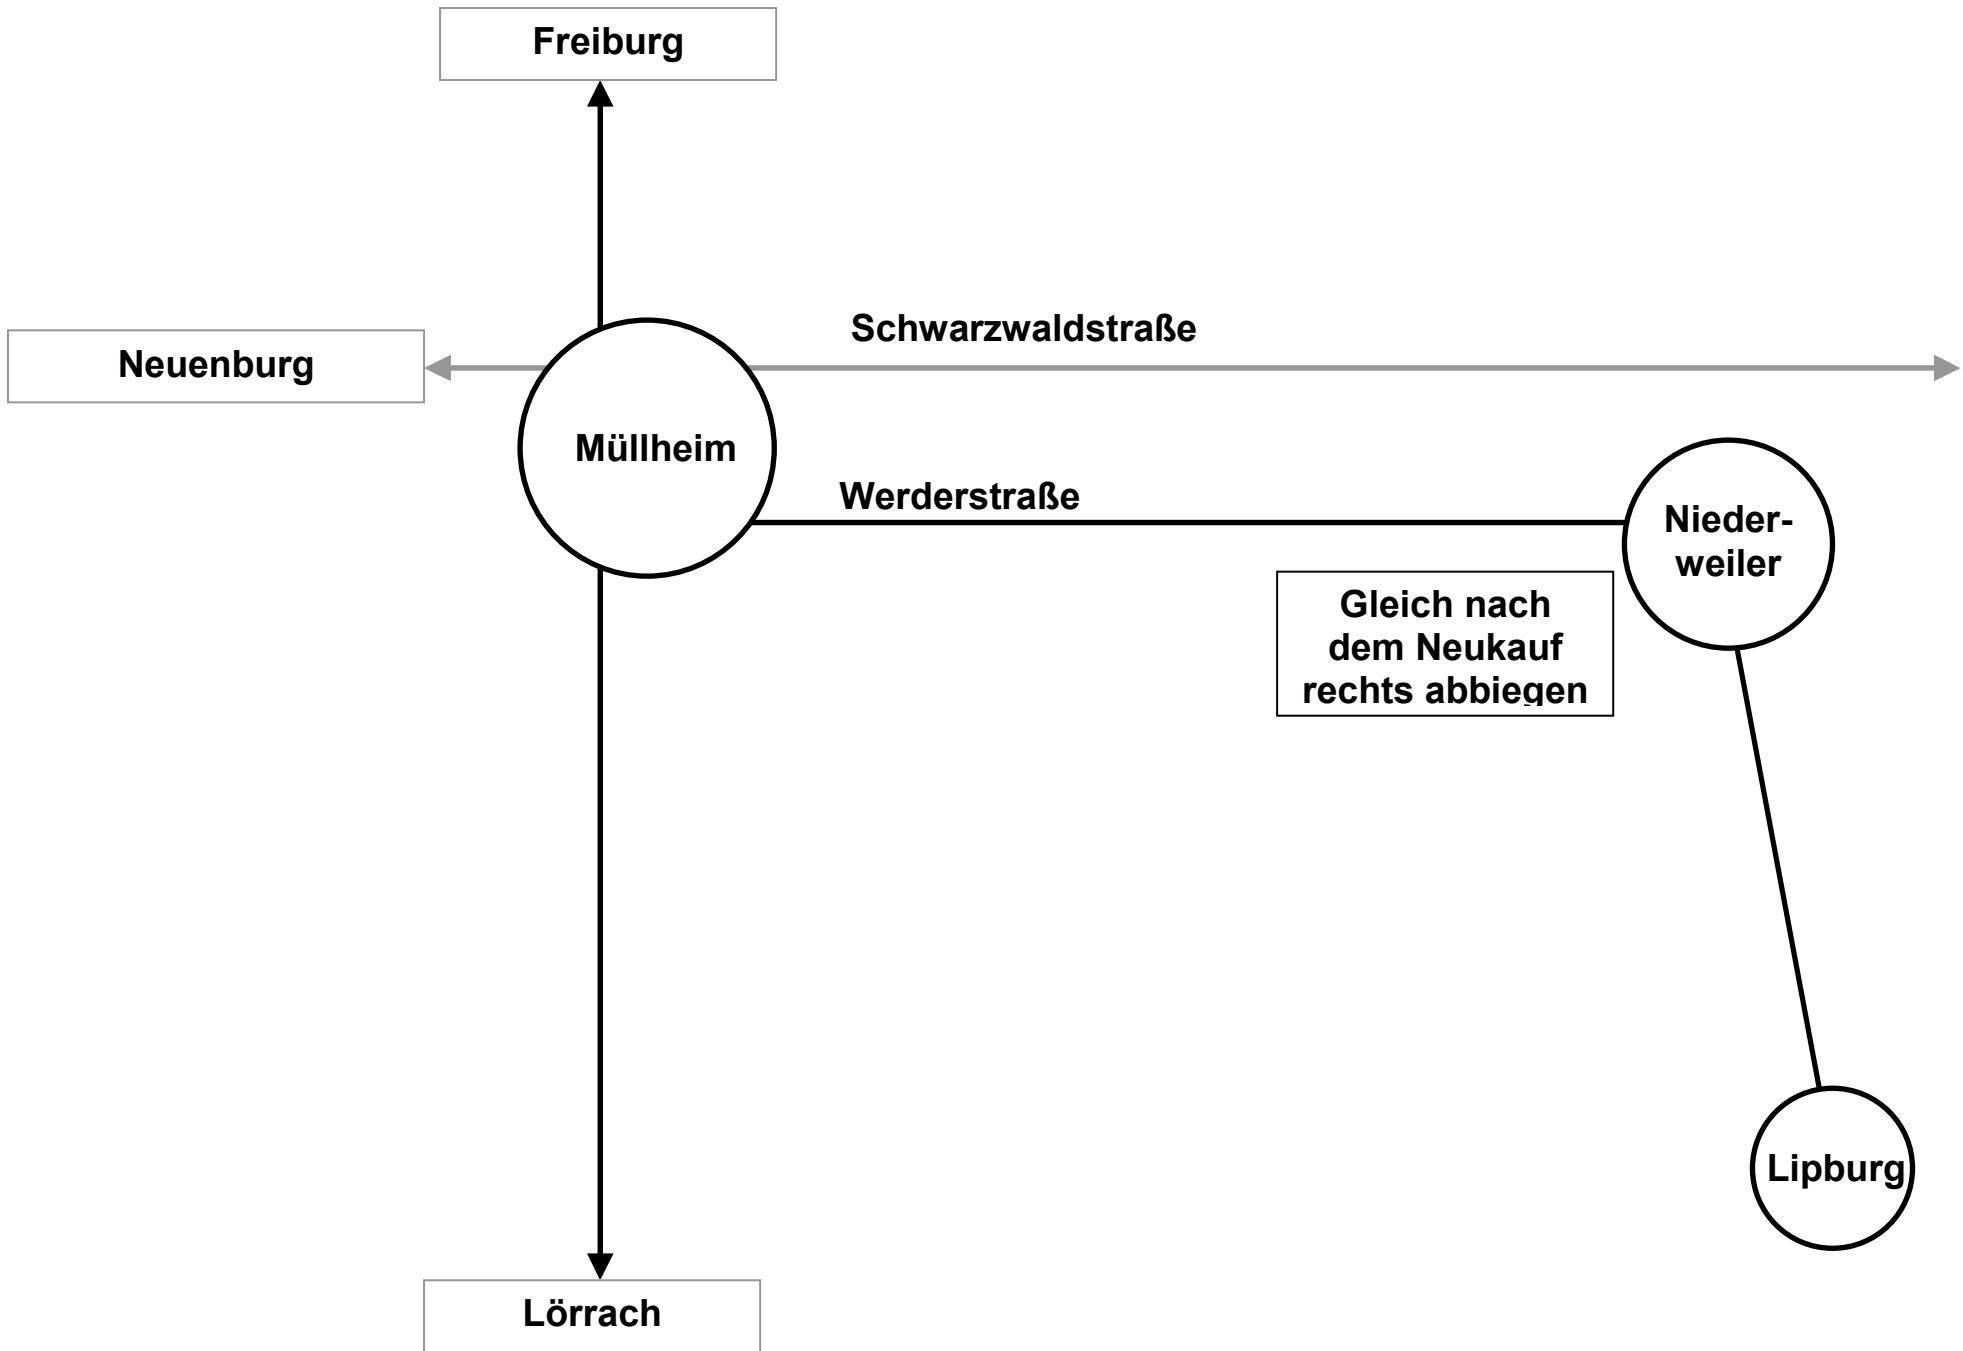 Freiburg
Schwarzwaldstraße
Neuenburg
Müllheim
Werderstraße
Nieder-
weiler
Gleich nach
dem Neukauf
rechts abbiegen
Lipburg
Lörrach